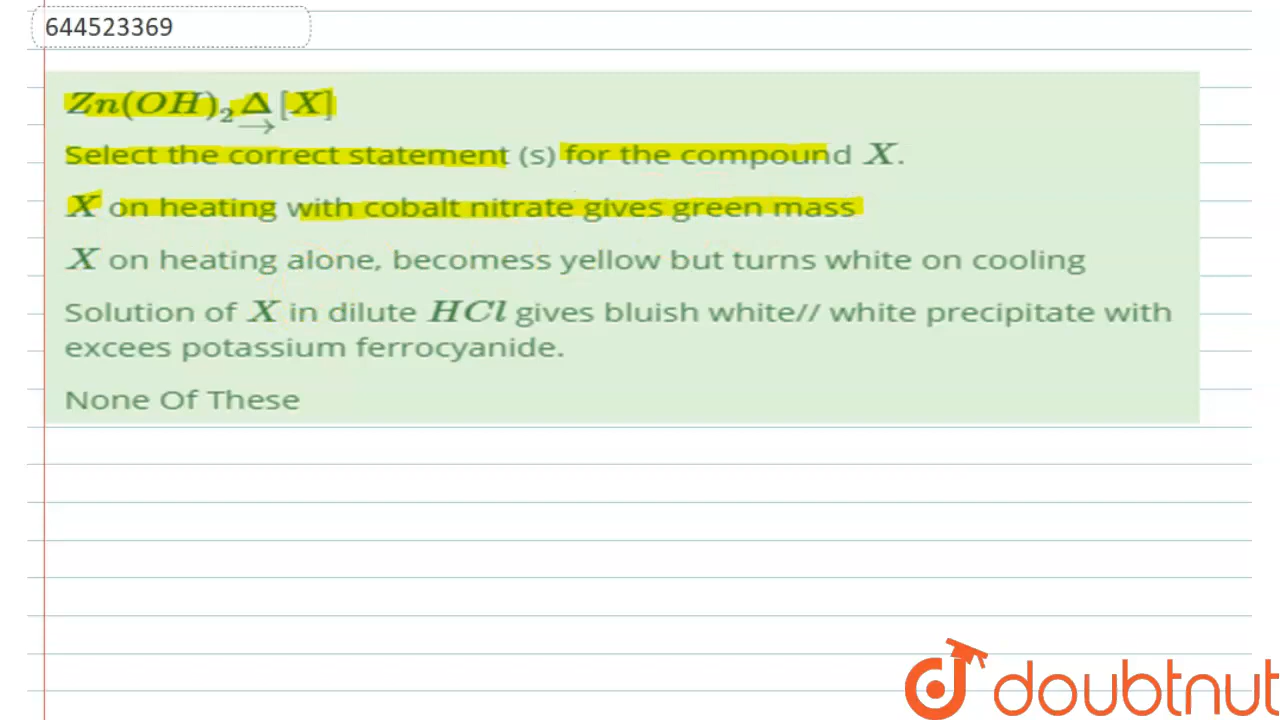 644523369
Zn(OH)₂ Δ→ [X]
Select the correct statement (s) for the compound X.
X on heating with cobalt nitrate gives green mass
X on heating alone, becomess yellow but turns white on cooling
Solution of X in dilute HCl gives bluish white// white precipitate with
excees potassium ferrocyanide.
None Of These
doubtnut